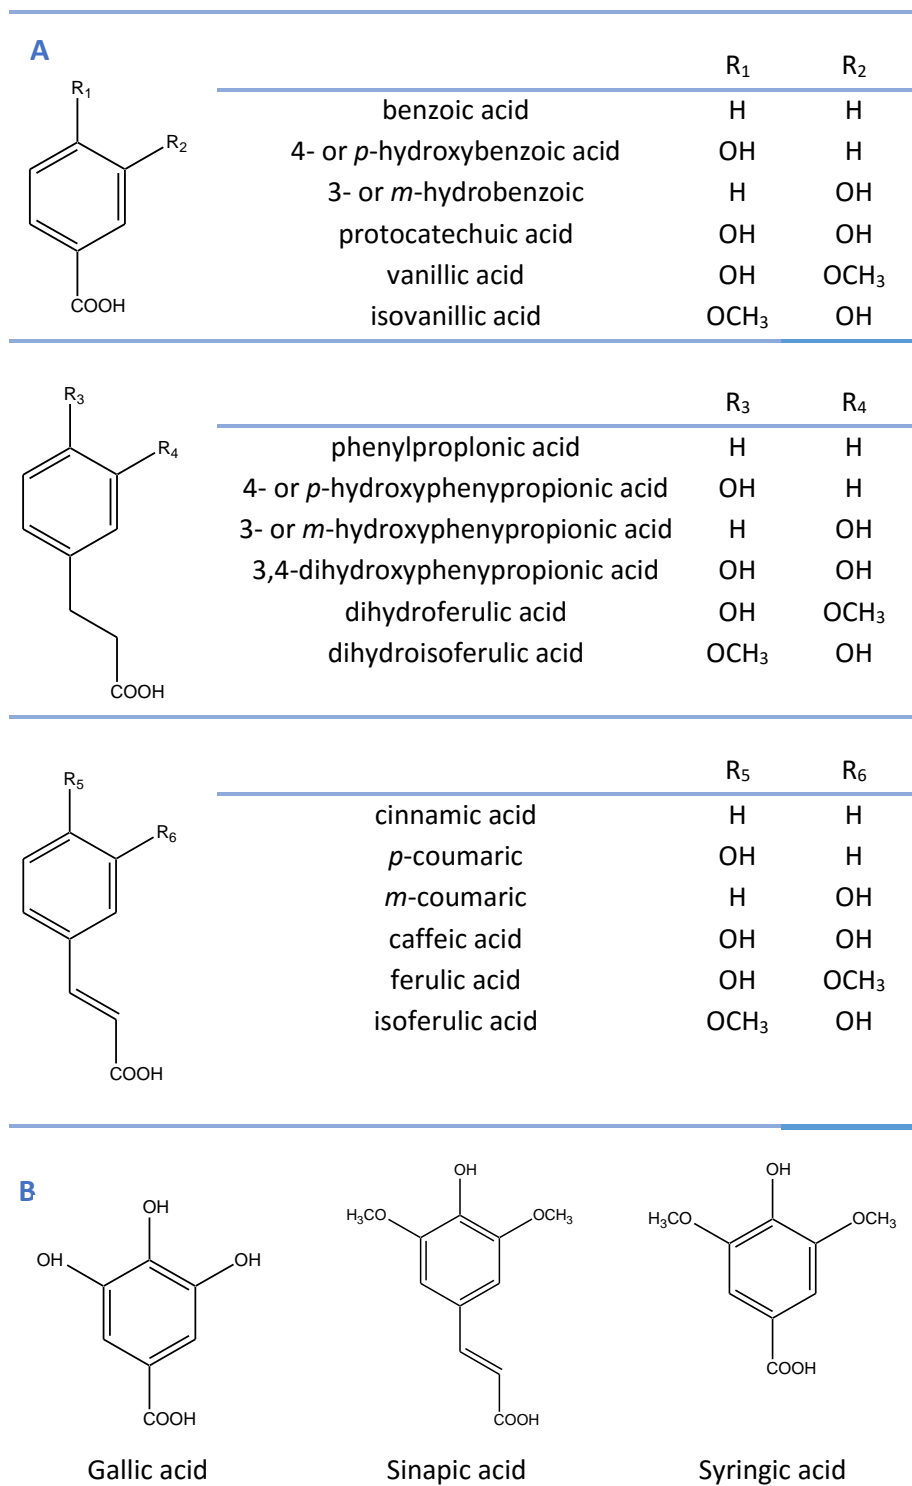 A
R₁ R₂
R₁
R₂
COOH
benzoic acid H H
4- or p-hydroxybenzoic acid OH H
3- or m-hydrobenzoic H OH
protocatechuic acid OH OH
vanillic acid OH OCH₃
isovanillic acid OCH₃ OH
R₃ R₄
R₃
R₄
COOH
phenylproplonic acid H H
4- or p-hydroxyphenypropionic acid OH H
3- or m-hydroxyphenypropionic acid H OH
3,4-dihydroxyphenypropionic acid OH OH
dihydroferulic acid OH OCH₃
dihydroisoferulic acid OCH₃ OH
R₅ R₆
R₅
R₆
COOH
cinnamic acid H H
p-coumaric OH H
m-coumaric H OH
caffeic acid OH OH
ferulic acid OH OCH₃
isoferulic acid OCH₃ OH
B
OH
OH OH
COOH
Gallic acid
OH
H₃CO OCH₃
COOH
Sinapic acid
OH
H₃CO OCH₃
COOH
Syringic acid